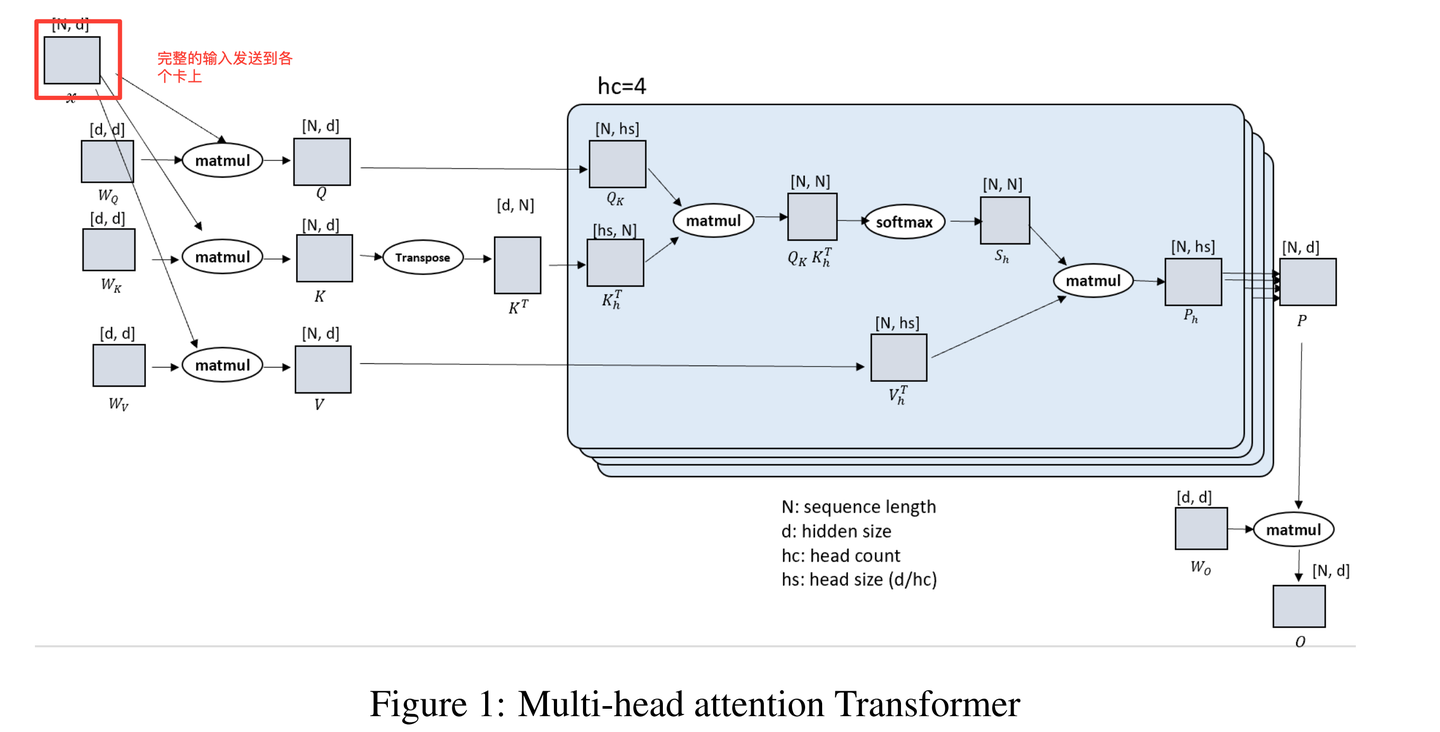 [N, d]
x
完整的输入发送到各
个卡上
hc=4
[d, d]
W_Q
matmul
[N, d]
Q
[d, d]
W_K
matmul
[N, d]
K
Transpose
[d, N]
K^T
[d, d]
W_V
matmul
[N, d]
V
[N, hs]
Q_K
[hs, N]
K_h^T
matmul
[N, N]
Q_K K_h^T
softmax
[N, N]
S_h
[N, hs]
V_h^T
matmul
[N, hs]
P_h
[N, d]
P
N: sequence length
d: hidden size
hc: head count
hs: head size (d/hc)
[d, d]
W_O
matmul
[N, d]
O
Figure 1: Multi-head attention Transformer